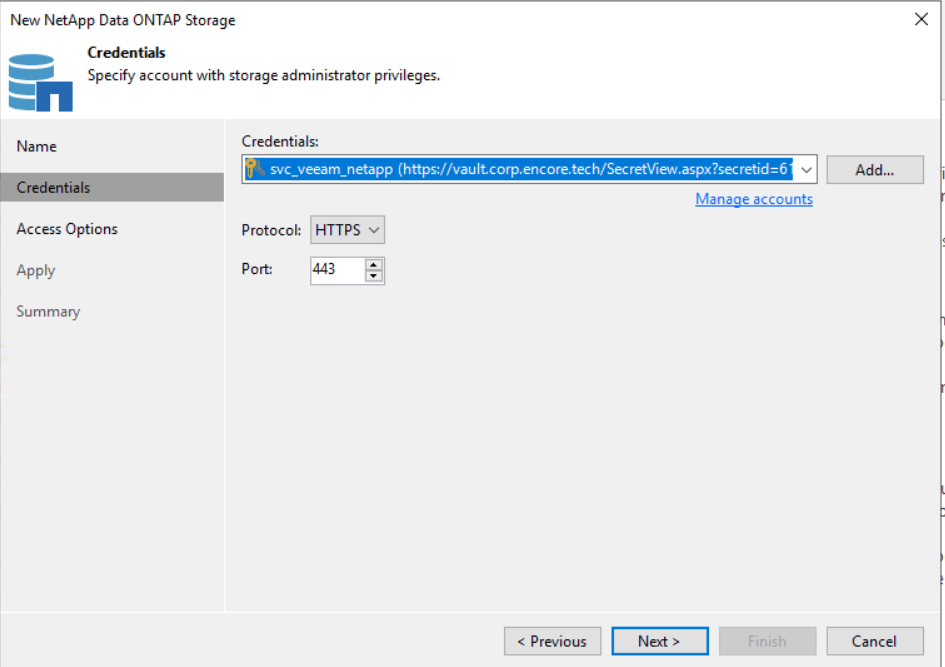 New NetApp Data ONTAP Storage
Credentials
Specify account with storage administrator privileges.
Name
Credentials
Access Options
Apply
Summary
Credentials:
svc_veeam_netapp (https://vault.corp.encore.tech/SecretView.aspx?secretid=61
Add...
Manage accounts
Protocol: HTTPS
Port: 443
< Previous
Next >
Finish
Cancel